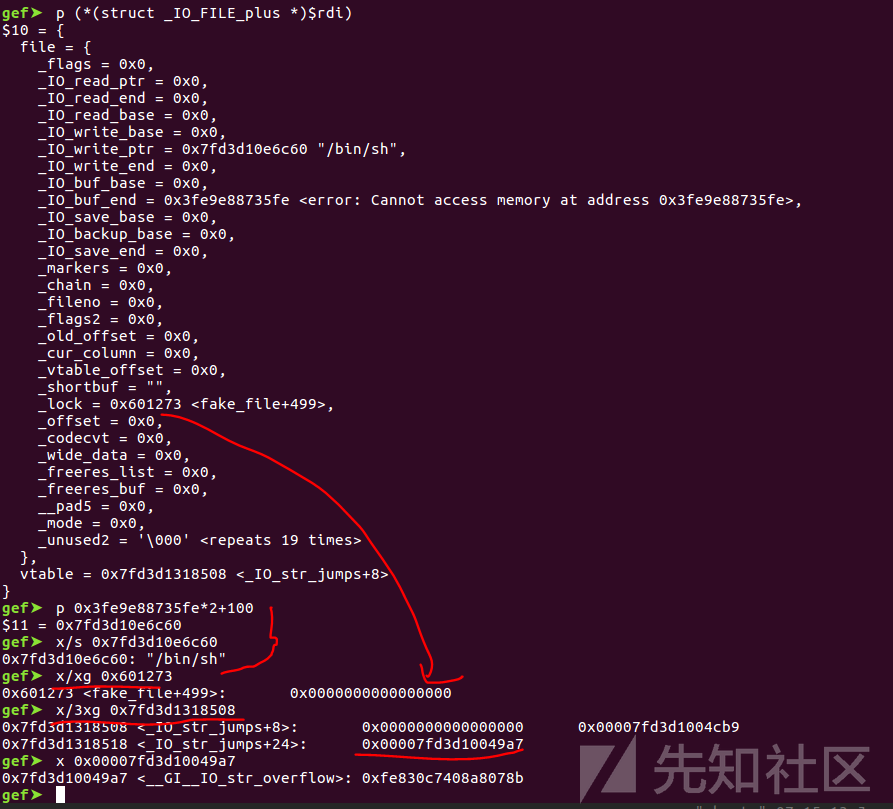 gef➤ p (*(struct _IO_FILE_plus *)$rdi)
$10 = {
file = {
_flags = 0x0,
_IO_read_ptr = 0x0,
_IO_read_end = 0x0,
_IO_read_base = 0x0,
_IO_write_base = 0x0,
_IO_write_ptr = 0x7fd3d10e6c60 "/bin/sh",
_IO_write_end = 0x0,
_IO_buf_base = 0x0,
_IO_buf_end = 0x3fe9e88735fe <error: Cannot access memory at address 0x3fe9e88735fe>,
_IO_save_base = 0x0,
_IO_backup_base = 0x0,
_IO_save_end = 0x0,
_markers = 0x0,
_chain = 0x0,
_fileno = 0x0,
_flags2 = 0x0,
_old_offset = 0x0,
_cur_column = 0x0,
_vtable_offset = 0x0,
_shortbuf = "",
_lock = 0x601273 <fake_file+499>,
_offset = 0x0,
_codecvt = 0x0,
_wide_data = 0x0,
_freeres_list = 0x0,
_freeres_buf = 0x0,
__pad5 = 0x0,
_mode = 0x0,
_unused2 = '\000' <repeats 19 times>
},
vtable = 0x7fd3d1318508 <_IO_str_jumps+8>
}
gef➤ p 0x3fe9e88735fe*2+100
$11 = 0x7fd3d10e6c60
gef➤ x/s 0x7fd3d10e6c60
0x7fd3d10e6c60: "/bin/sh"
gef➤ x/xg 0x601273
0x601273 <fake_file+499>: 0x0000000000000000
gef➤ x/3xg 0x7fd3d1318508
0x7fd3d1318508 <_IO_str_jumps+8>: 0x0000000000000000 0x00007fd3d1004cb9
0x7fd3d1318518 <_IO_str_jumps+24>: 0x00007fd3d10049a7
gef➤ x 0x00007fd3d10049a7
0x7fd3d10049a7 <__GI__IO_str_overflow>: 0xfe830c7408a8078b
gef➤
先知社区